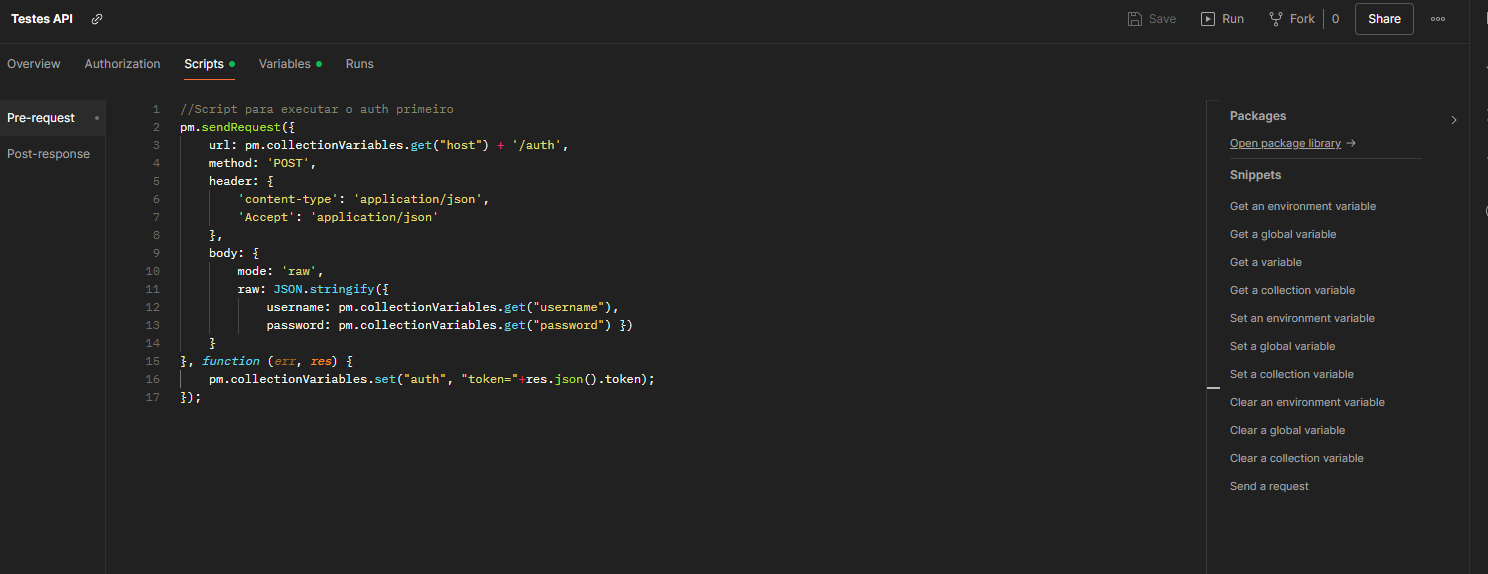 Testes API
Save Run Fork 0 Share
Overview Authorization Scripts Variables Runs
Pre-request
Post-response
1 //Script para executar o auth primeiro
2 pm.sendRequest({
3     url: pm.collectionVariables.get("host") + '/auth',
4     method: 'POST',
5     header: {
6         'content-type': 'application/json',
7         'Accept': 'application/json'
8     },
9     body: {
10         mode: 'raw',
11         raw: JSON.stringify({
12             username: pm.collectionVariables.get("username"),
13             password: pm.collectionVariables.get("password") })
14     }
15 }, function (err, res) {
16     pm.collectionVariables.set("auth", "token="+res.json().token);
17 });
Packages
Open package library →
Snippets
Get an environment variable
Get a global variable
Get a variable
Get a collection variable
Set an environment variable
Set a global variable
Set a collection variable
Clear an environment variable
Clear a global variable
Clear a collection variable
Send a request